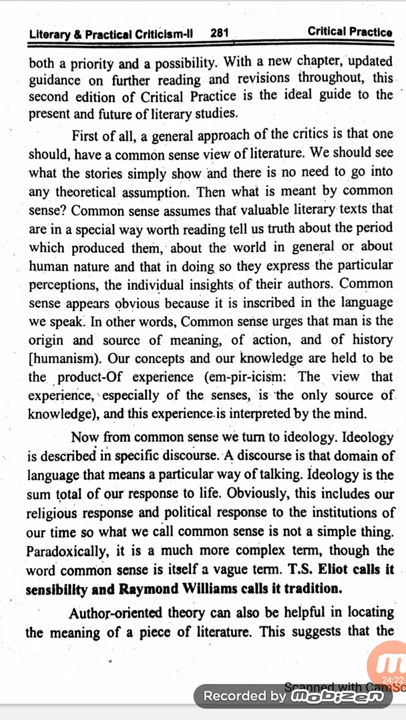 Literary & Practical Criticism-II 281 Critical Practice
both a priority and a possibility. With a new chapter, updated
guidance on further reading and revisions throughout, this
second edition of Critical Practice is the ideal guide to the
present and future of literary studies.
First of all, a general approach of the critics is that one
should, have a common sense view of literature. We should see
what the stories simply show and there is no need to go into
any theoretical assumption. Then what is meant by common
sense? Common sense assumes that valuable literary texts that
are in a special way worth reading tell us truth about the period
which produced them, about the world in general or about
human nature and that in doing so they express the particular
perceptions, the individual insights of their authors. Common
sense appears obvious because it is inscribed in the language
we speak. In other words, Common sense urges that man is the
origin and source of meaning, of action, and of history
[humanism). Our concepts and our knowledge are held to be
the product-Of experience (em-pir-icism: The view that
experience, especially of the senses, is the only source of
knowledge), and this experience is interpreted by the mind.
Now from common sense we turn to ideology. Ideology
is described in specific discourse. A discourse is that domain of
language that means a particular way of talking. Ideology is the
sum total of our response to life. Obviously, this includes our
religious response and political response to the institutions of
our time so what we call common sense is not a simple thing.
Paradoxically, it is a much more complex term, though the
word common sense is itself a vague term. T.S. Eliot calls it
sensibility and Raymond Williams calls it tradition.
Author-oriented theory can also be helpful in locating
the meaning of a piece of literature. This suggests that the
24:22
Scanned with CamSc
Recorded by mobizen